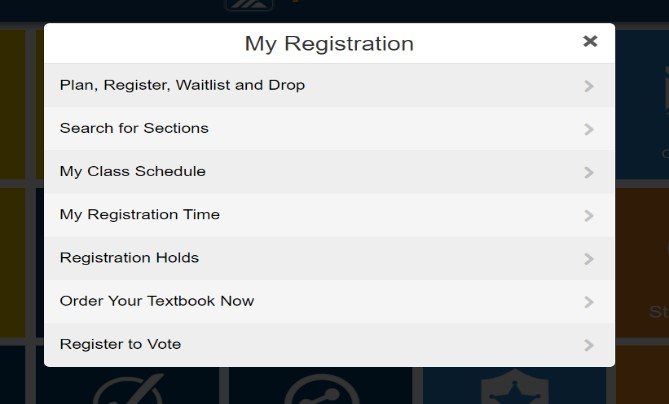 My Registration
Plan, Register, Waitlist and Drop
Search for Sections
My Class Schedule
My Registration Time
Registration Holds
Order Your Textbook Now
Register to Vote